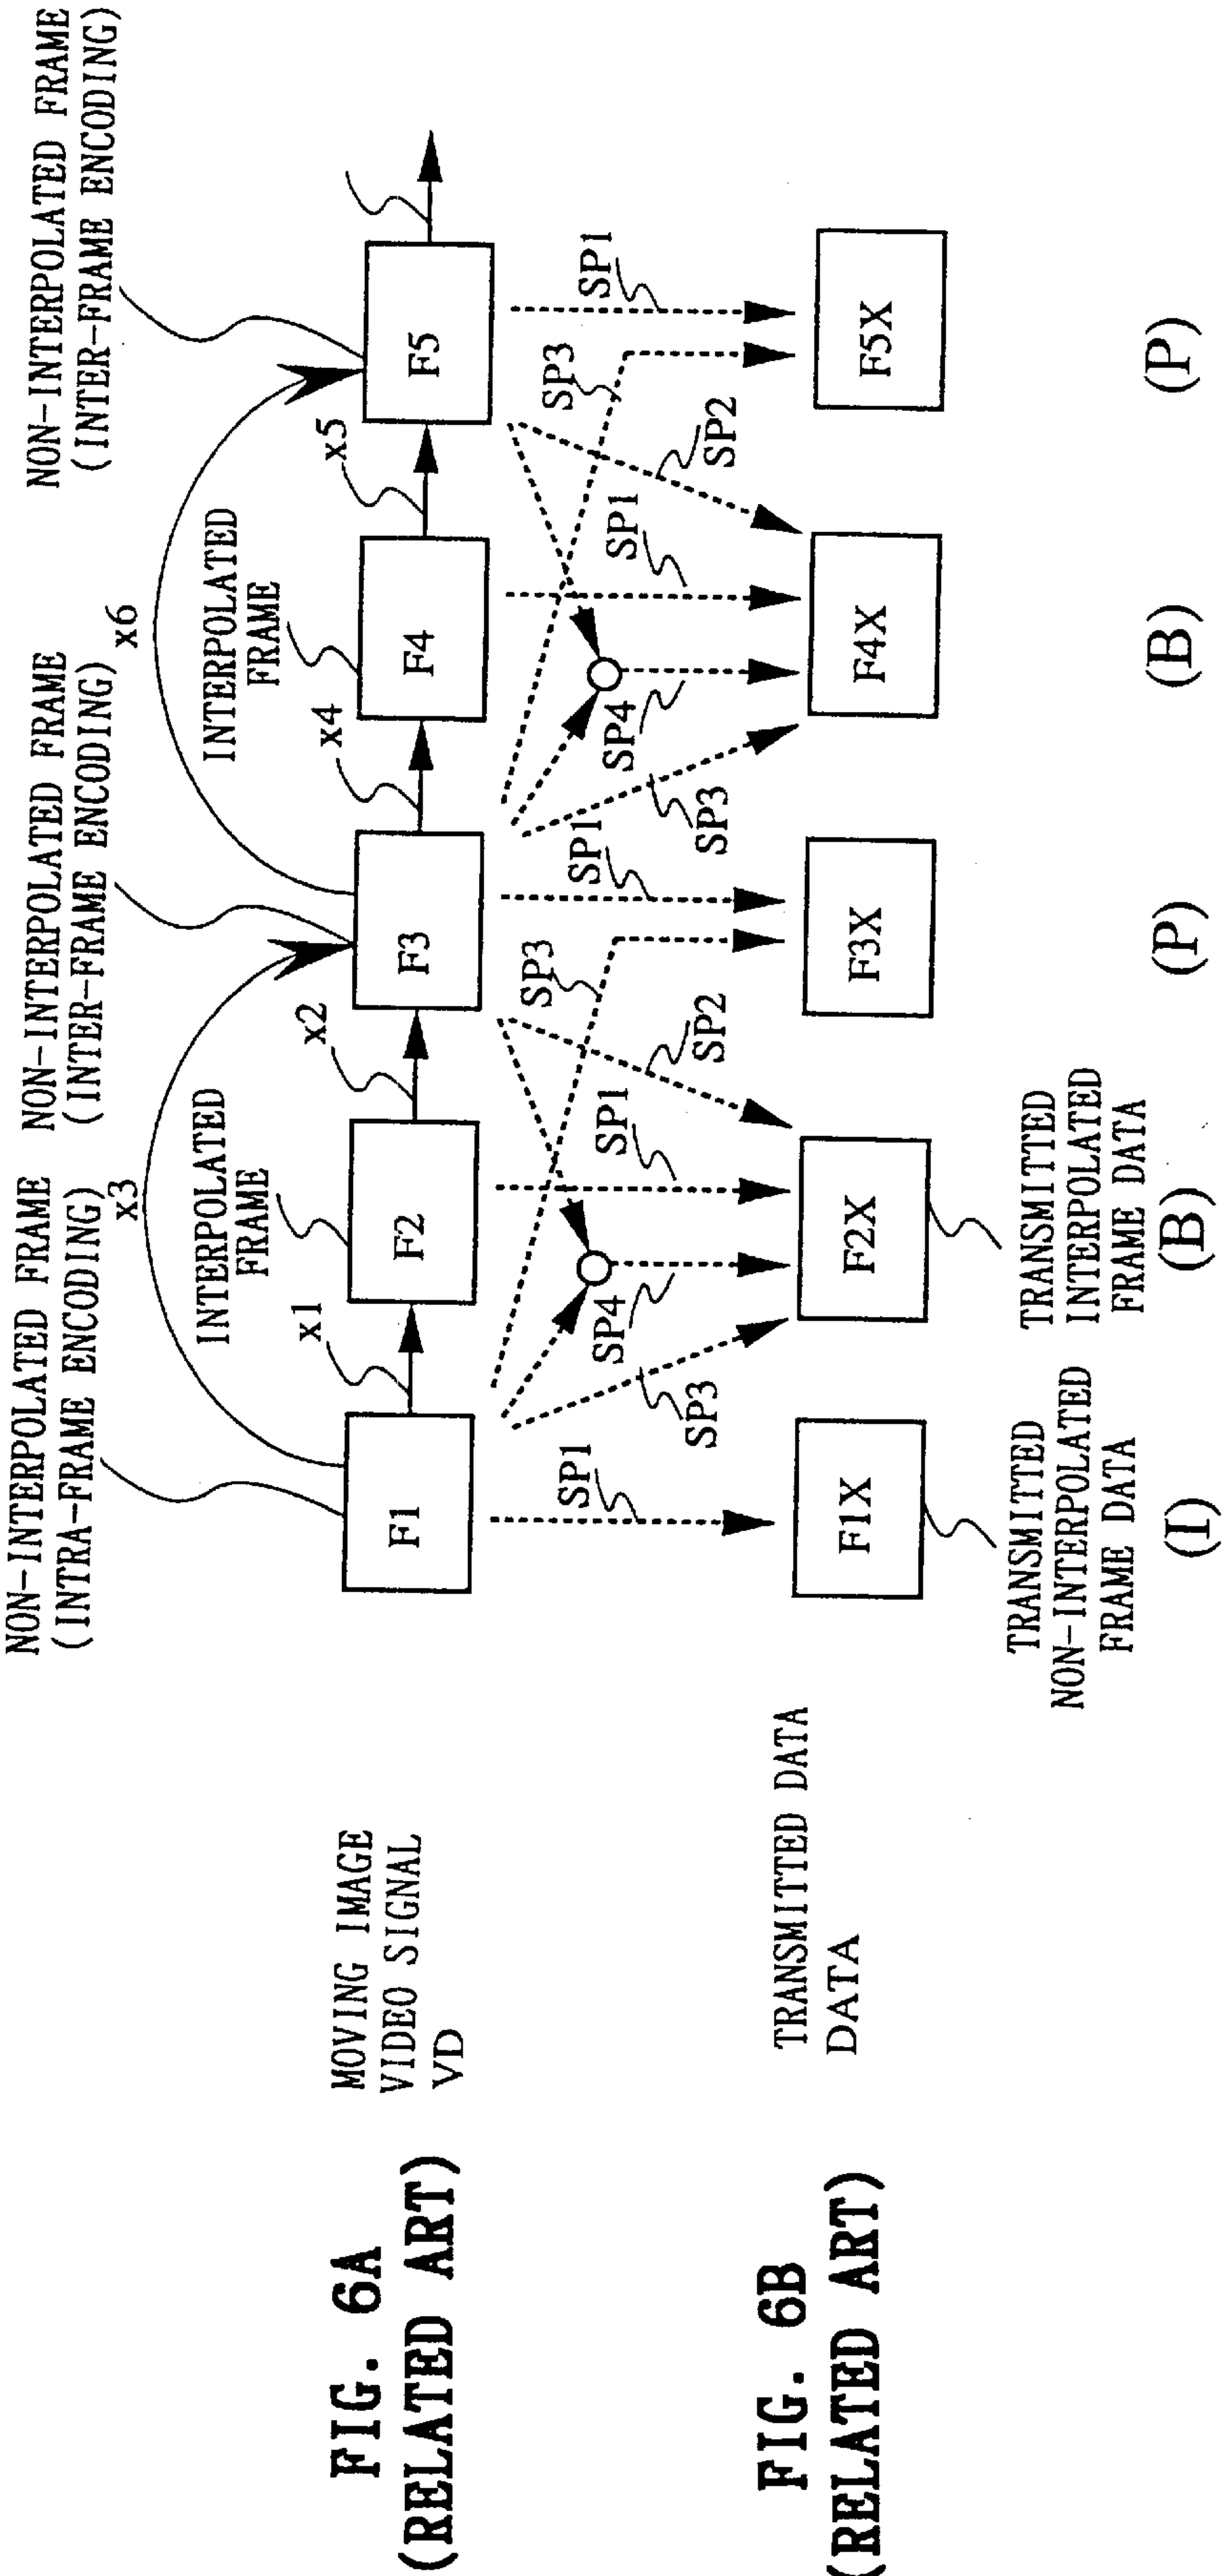 FIG. 6A
(RELATED ART)
MOVING IMAGE
VIDEO SIGNAL
VD
NON-INTERPOLATED FRAME
(INTRA-FRAME ENCODING)
NON-INTERPOLATED FRAME
(INTER-FRAME ENCODING)
NON-INTERPOLATED FRAME
(INTER-FRAME ENCODING)
x3
x6
INTERPOLATED
FRAME
INTERPOLATED
FRAME
x1
x2
x4
x5
F1
F2
F3
F4
F5
SP1
SP3
SP4
SP1
SP2
SP3
SP1
SP3
SP4
SP1
SP2
SP3
SP1
FIG. 6B
(RELATED ART)
TRANSMITTED DATA
DATA
F1X
F2X
F3X
F4X
F5X
TRANSMITTED
NON-INTERPOLATED
FRAME DATA
TRANSMITTED
INTERPOLATED
FRAME DATA
(I)
(B)
(P)
(B)
(P)